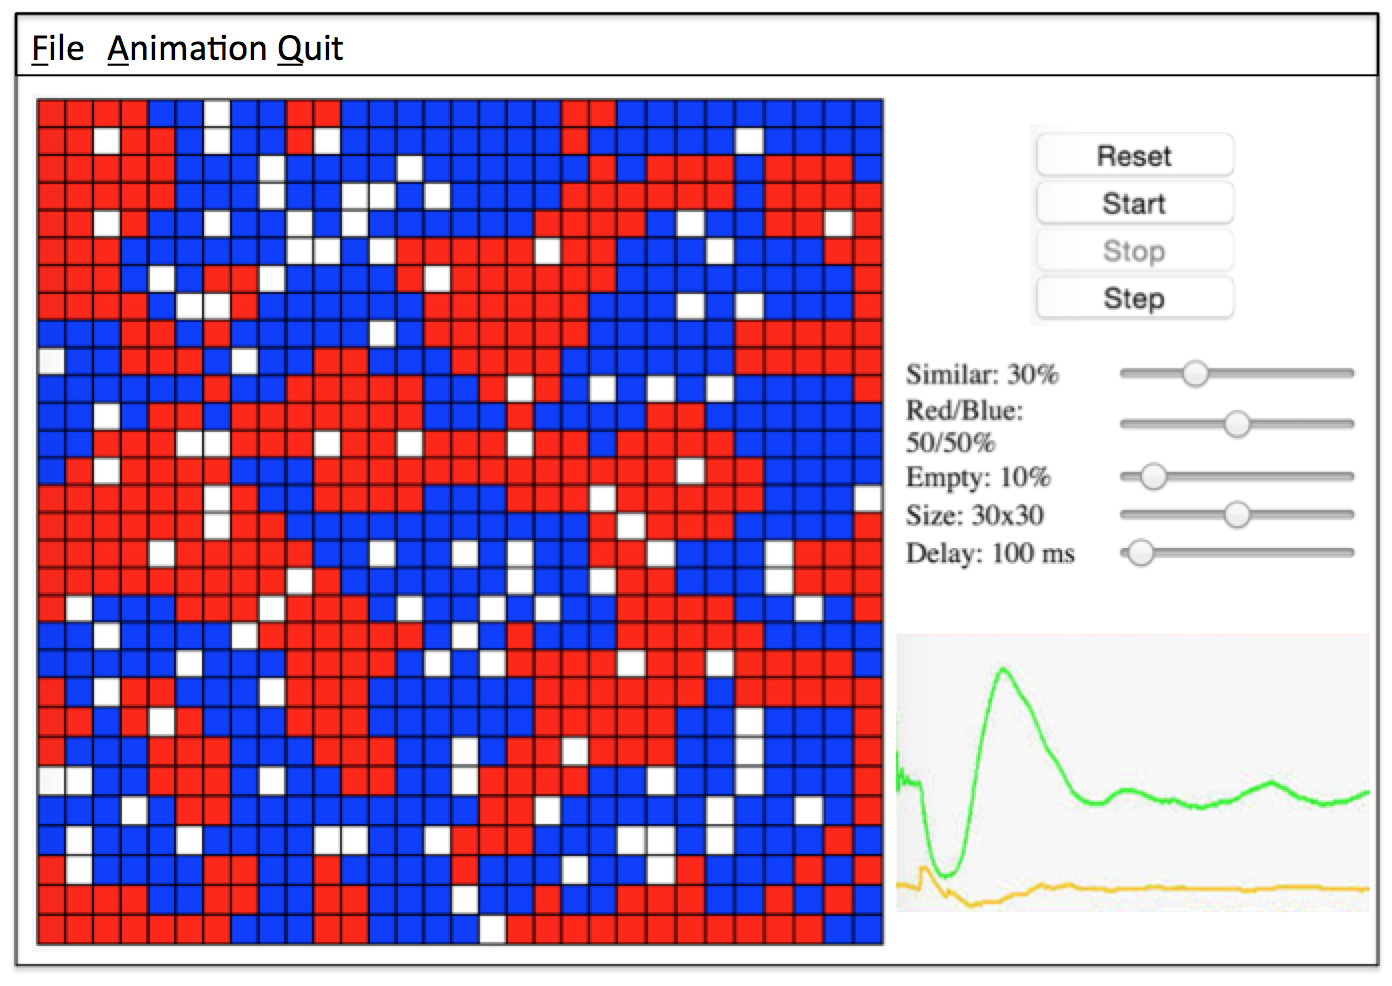 File Animation Quit
Reset
Start
Stop
Step
Similar: 30%
Red/Blue:
50/50%
Empty: 10%
Size: 30x30
Delay: 100 ms